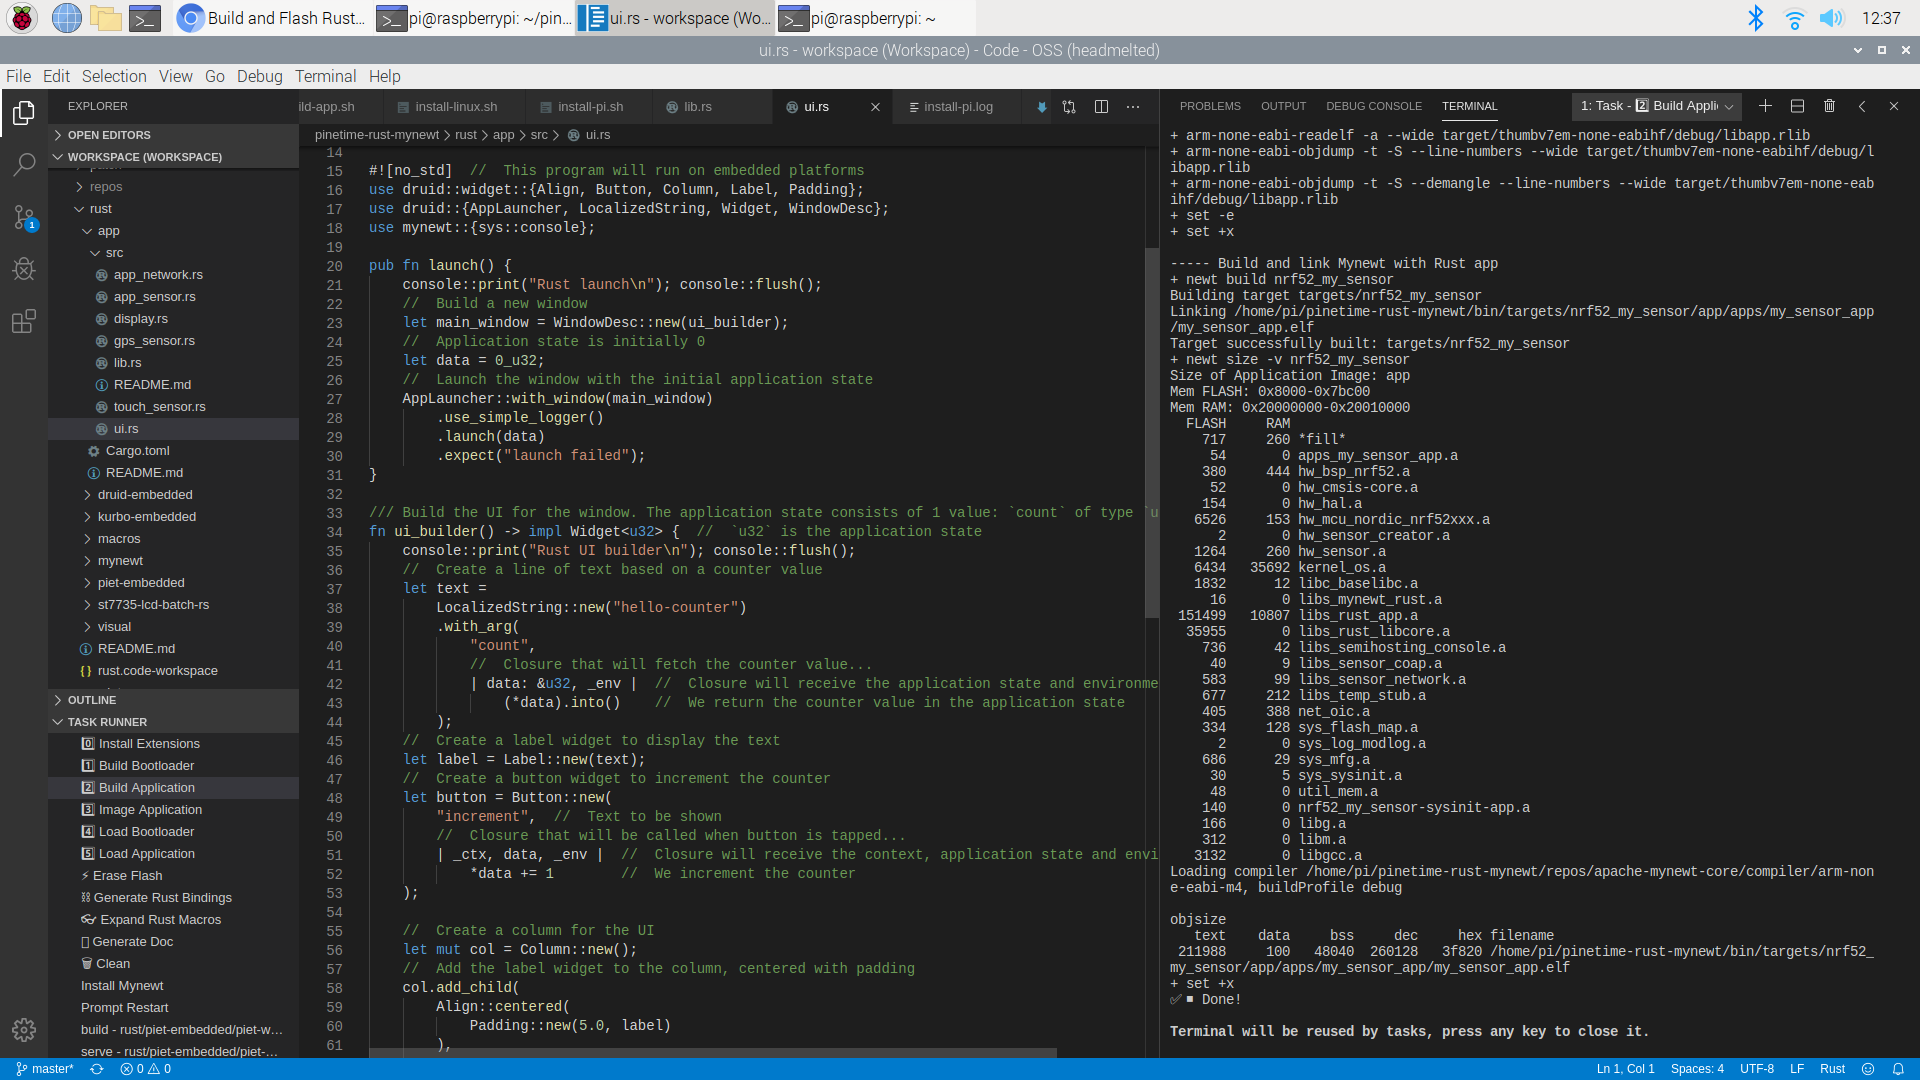 Build and Flash Rust...
pi@raspberrypi: ~/pin...
ui.rs - workspace (Wo...
pi@raspberrypi: ~
12:37
ui.rs - workspace (Workspace) - Code - OSS (headmelted)
File Edit Selection View Go Debug Terminal Help
EXPLORER
OPEN EDITORS
WORKSPACE (WORKSPACE)
repos
rust
app
src
app_network.rs
app_sensor.rs
display.rs
gps_sensor.rs
lib.rs
README.md
touch_sensor.rs
ui.rs
Cargo.toml
README.md
druid-embedded
kurbo-embedded
macros
mynewt
piet-embedded
st7735-lcd-batch-rs
visual
README.md
{} rust.code-workspace
OUTLINE
TASK RUNNER
0 Install Extensions
1 Build Bootloader
2 Build Application
3 Image Application
4 Load Bootloader
5 Load Application
⚡ Erase Flash
⛓ Generate Rust Bindings
👓 Expand Rust Macros
Generate Doc
🗑 Clean
Install Mynewt
Prompt Restart
build - rust/piet-embedded/piet-w...
serve - rust/piet-embedded/piet-...
ild-app.sh install-linux.sh install-pi.sh lib.rs ui.rs install-pi.log
pinetime-rust-mynewt > rust > app > src > ui.rs
14
15 #![no_std]  //  This program will run on embedded platforms
16 use druid::widget::{Align, Button, Column, Label, Padding};
17 use druid::{AppLauncher, LocalizedString, Widget, WindowDesc};
18 use mynewt::{sys::console};
19
20 pub fn launch() {
21     console::print("Rust launch\n"); console::flush();
22     //  Build a new window
23     let main_window = WindowDesc::new(ui_builder);
24     //  Application state is initially 0
25     let data = 0_u32;
26     //  Launch the window with the initial application state
27     AppLauncher::with_window(main_window)
28         .use_simple_logger()
29         .launch(data)
30         .expect("launch failed");
31 }
32
33 /// Build the UI for the window. The application state consists of 1 value: `count` of type `u
34 fn ui_builder() -> impl Widget<u32> {  //  `u32` is the application state
35     console::print("Rust UI builder\n"); console::flush();
36     //  Create a line of text based on a counter value
37     let text =
38         LocalizedString::new("hello-counter")
39         .with_arg(
40             "count",
41             //  Closure that will fetch the counter value...
42             | data: &u32, _env |  //  Closure will receive the application state and environme
43                 (*data).into()    //  We return the counter value in the application state
44         );
45     //  Create a label widget to display the text
46     let label = Label::new(text);
47     //  Create a button widget to increment the counter
48     let button = Button::new(
49         "increment",  //  Text to be shown
50         //  Closure that will be called when button is tapped...
51         | _ctx, data, _env |  //  Closure will receive the context, application state and envi
52             *data += 1        //  We increment the counter
53     );
54
55     //  Create a column for the UI
56     let mut col = Column::new();
57     //  Add the label widget to the column, centered with padding
58     col.add_child(
59         Align::centered(
60             Padding::new(5.0, label)
61         ),
PROBLEMS OUTPUT DEBUG CONSOLE TERMINAL 1: Task - 2 Build Appli
+ arm-none-eabi-readelf -a --wide target/thumbv7em-none-eabihf/debug/libapp.rlib
+ arm-none-eabi-objdump -t -S --line-numbers --wide target/thumbv7em-none-eabihf/debug/l
ibapp.rlib
+ arm-none-eabi-objdump -t -S --demangle --line-numbers --wide target/thumbv7em-none-eab
ihf/debug/libapp.rlib
+ set -e
+ set +x
----- Build and link Mynewt with Rust app
+ newt build nrf52_my_sensor
Building target targets/nrf52_my_sensor
Linking /home/pi/pinetime-rust-mynewt/bin/targets/nrf52_my_sensor/app/apps/my_sensor_app
/my_sensor_app.elf
Target successfully built: targets/nrf52_my_sensor
+ newt size -v nrf52_my_sensor
Size of Application Image: app
Mem FLASH: 0x8000-0x7bc00
Mem RAM: 0x20000000-0x20010000
FLASH RAM
717 260 *fill*
54 0 apps_my_sensor_app.a
380 444 hw_bsp_nrf52.a
52 0 hw_cmsis-core.a
154 0 hw_hal.a
6526 153 hw_mcu_nordic_nrf52xxx.a
2 0 hw_sensor_creator.a
1264 260 hw_sensor.a
6434 35692 kernel_os.a
1832 12 libc_baselibc.a
16 0 libs_mynewt_rust.a
151499 10807 libs_rust_app.a
35955 0 libs_rust_libcore.a
736 42 libs_semihosting_console.a
40 9 libs_sensor_coap.a
583 99 libs_sensor_network.a
677 212 libs_temp_stub.a
405 388 net_oic.a
334 128 sys_flash_map.a
2 0 sys_log_modlog.a
686 29 sys_mfg.a
30 5 sys_sysinit.a
48 0 util_mem.a
140 0 nrf52_my_sensor-sysinit-app.a
166 0 libg.a
312 0 libm.a
3132 0 libgcc.a
Loading compiler /home/pi/pinetime-rust-mynewt/repos/apache-mynewt-core/compiler/arm-non
e-eabi-m4, buildProfile debug
objsize
text data bss dec hex filename
211988 100 48040 260128 3f820 /home/pi/pinetime-rust-mynewt/bin/targets/nrf52_
my_sensor/app/apps/my_sensor_app/my_sensor_app.elf
+ set +x
✅ ■ Done!
Terminal will be reused by tasks, press any key to close it.
1
master* 0 0
Ln 1, Col 1 Spaces: 4 UTF-8 LF Rust